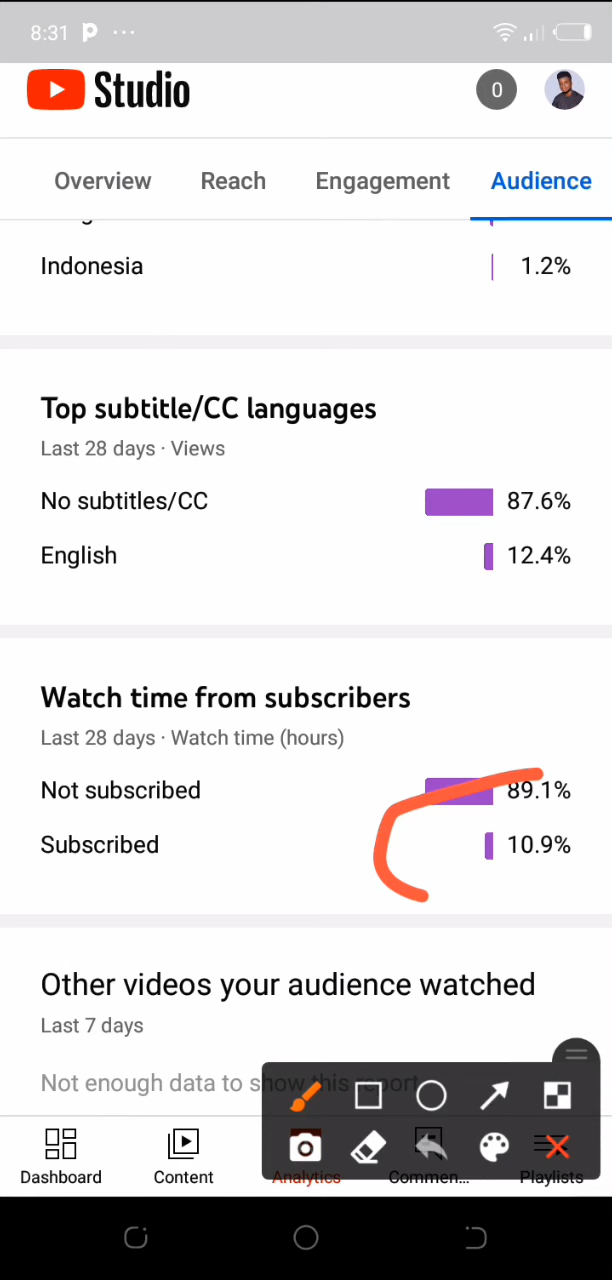 8:31
Studio
0
Overview Reach Engagement Audience
Indonesia 1.2%
Top subtitle/CC languages
Last 28 days · Views
No subtitles/CC 87.6%
English 12.4%
Watch time from subscribers
Last 28 days · Watch time (hours)
Not subscribed 89.1%
Subscribed 10.9%
Other videos your audience watched
Last 7 days
Not enough data to show this report
Dashboard Content Analytics Commen... Playlists